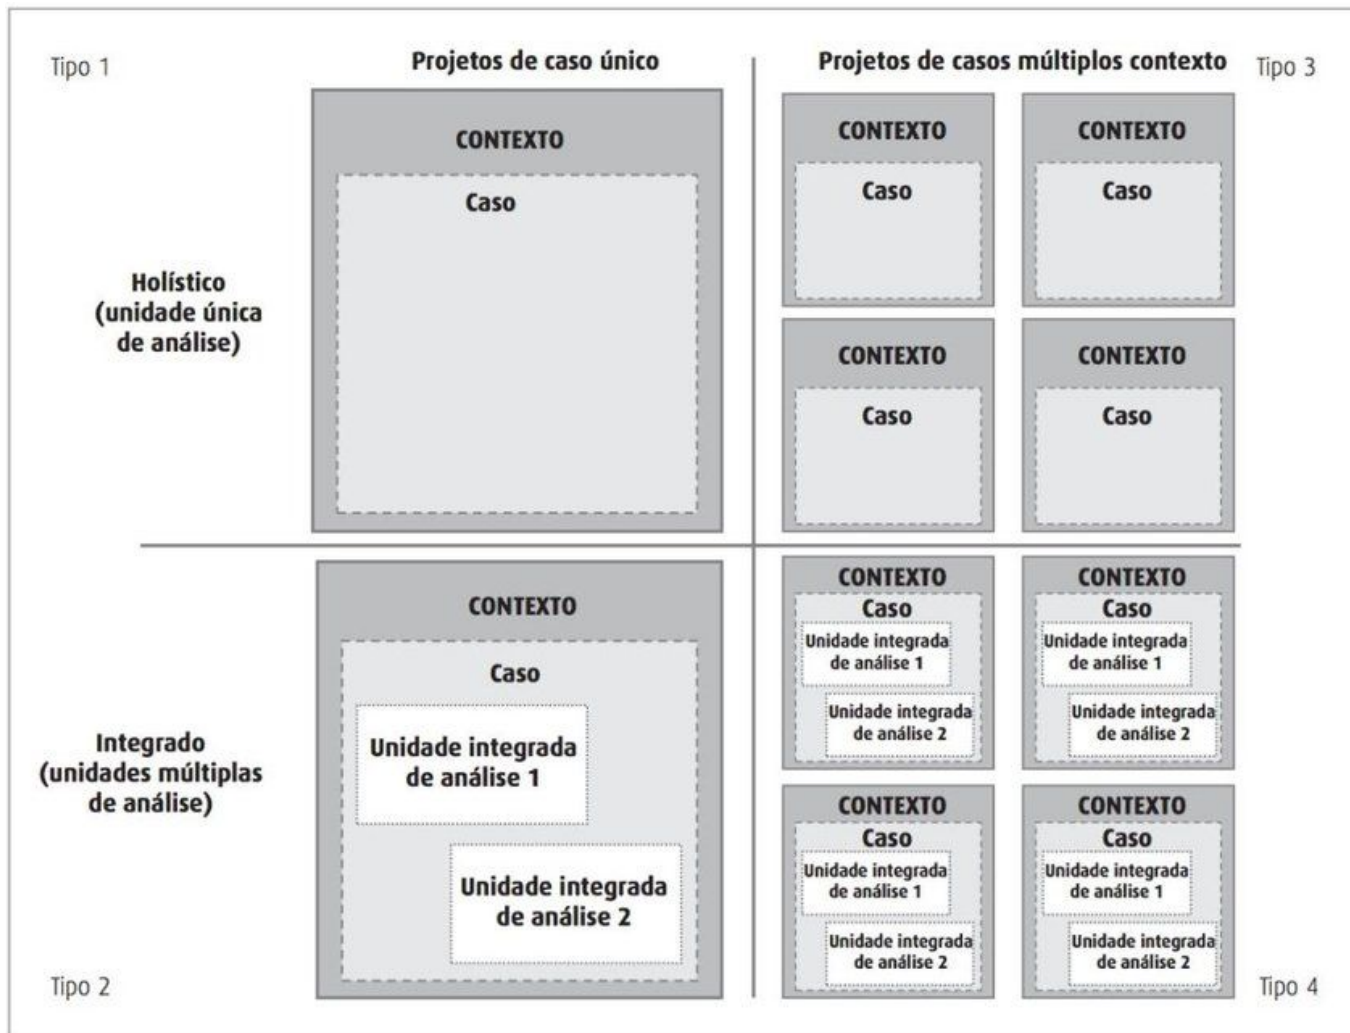 Tipo 1
Projetos de caso único
Projetos de casos múltiplos contexto
Tipo 3
CONTEXTO
Caso
CONTEXTO
Caso
CONTEXTO
Caso
Holístico
(unidade única
de análise)
CONTEXTO
Caso
CONTEXTO
Caso
CONTEXTO
Caso
Unidade integrada
de análise 1
Unidade integrada
de análise 2
CONTEXTO
Caso
Unidade integrada
de análise 1
Unidade integrada
de análise 2
CONTEXTO
Caso
Unidade integrada
de análise 1
Unidade integrada
de análise 2
Integrado
(unidades múltiplas
de análise)
CONTEXTO
Caso
Unidade integrada
de análise 1
Unidade integrada
de análise 2
CONTEXTO
Caso
Unidade integrada
de análise 1
Unidade integrada
de análise 2
Tipo 2
Tipo 4